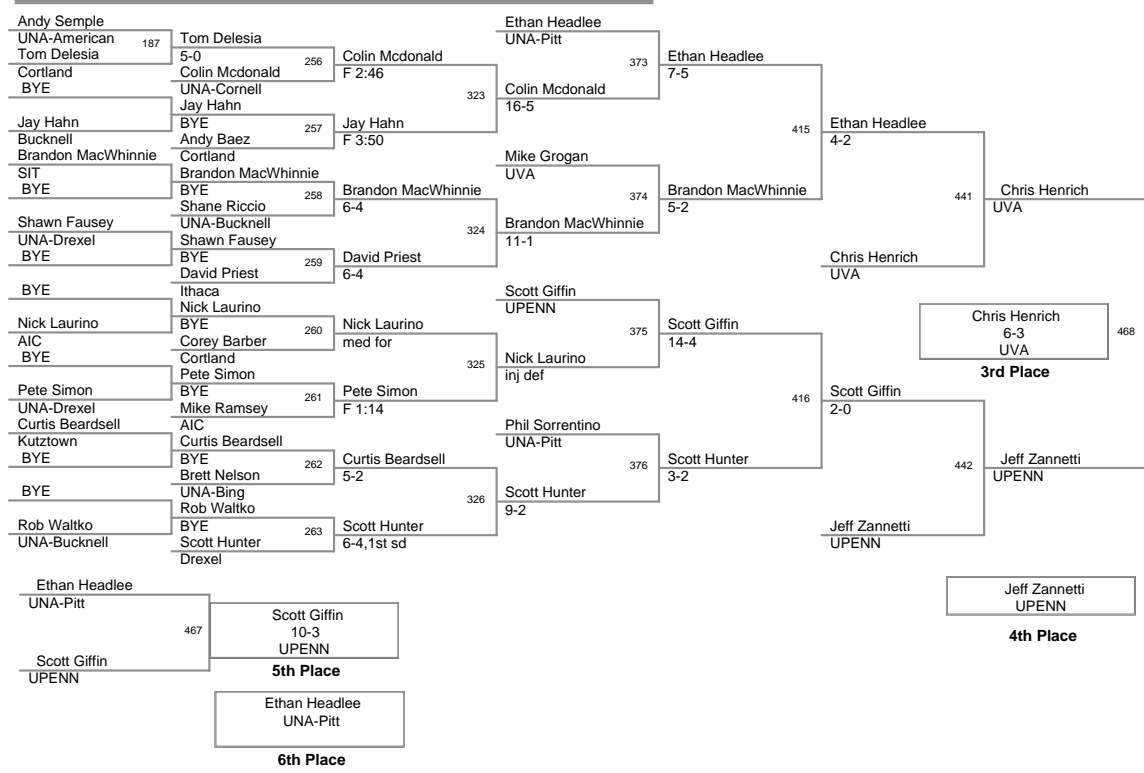 Andy Semple
UNA-American
187
Tom Delesia
Cortland
BYE
Jay Hahn
Bucknell
Brandon MacWhinnie
SIT
BYE
Shawn Fausey
UNA-Drexel
BYE
BYE
Nick Laurino
AIC
BYE
Pete Simon
UNA-Drexel
Curtis Beardsell
Kutztown
BYE
BYE
Rob Waltko
UNA-Bucknell
Tom Delesia
5-0
256
Colin Mcdonald
UNA-Cornell
Jay Hahn
BYE
257
Andy Baez
Cortland
Brandon MacWhinnie
BYE
258
Shane Riccio
UNA-Bucknell
Shawn Fausey
BYE
259
David Priest
Ithaca
Nick Laurino
BYE
260
Corey Barber
Cortland
Pete Simon
BYE
261
Mike Ramsey
AIC
Curtis Beardsell
BYE
262
Brett Nelson
UNA-Bing
Rob Waltko
BYE
263
Scott Hunter
Drexel
Colin Mcdonald
F 2:46
323
Jay Hahn
F 3:50
Brandon MacWhinnie
6-4
324
David Priest
6-4
Nick Laurino
med for
325
Pete Simon
F 1:14
Curtis Beardsell
5-2
326
Scott Hunter
6-4,1st sd
Ethan Headlee
UNA-Pitt
373
Colin Mcdonald
16-5
Mike Grogan
UVA
374
Brandon MacWhinnie
11-1
Scott Giffin
UPENN
375
Nick Laurino
inj def
Phil Sorrentino
UNA-Pitt
376
Scott Hunter
9-2
Ethan Headlee
7-5
415
Brandon MacWhinnie
5-2
Scott Giffin
14-4
416
Scott Hunter
3-2
Ethan Headlee
4-2
441
Chris Henrich
UVA
Scott Giffin
2-0
442
Jeff Zannetti
UPENN
Chris Henrich
UVA
Jeff Zannetti
UPENN
Chris Henrich
6-3
UVA
468
3rd Place
Jeff Zannetti
UPENN
4th Place
Ethan Headlee
UNA-Pitt
467
Scott Giffin
UPENN
Scott Giffin
10-3
UPENN
5th Place
Ethan Headlee
UNA-Pitt
6th Place